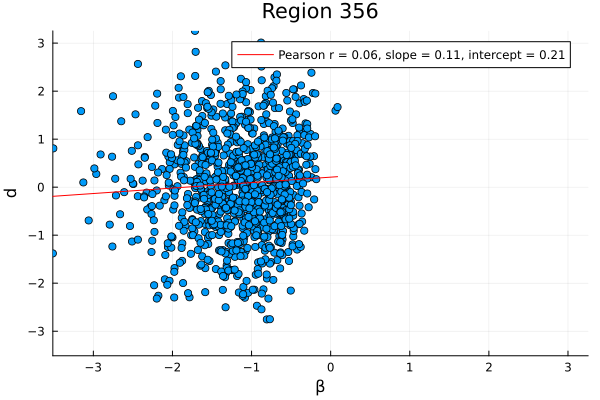 Region 356
Pearson r = 0.06, slope = 0.11, intercept = 0.21
d
3
2
1
0
−1
−2
−3
−3 −2 −1 0 1 2 3
β